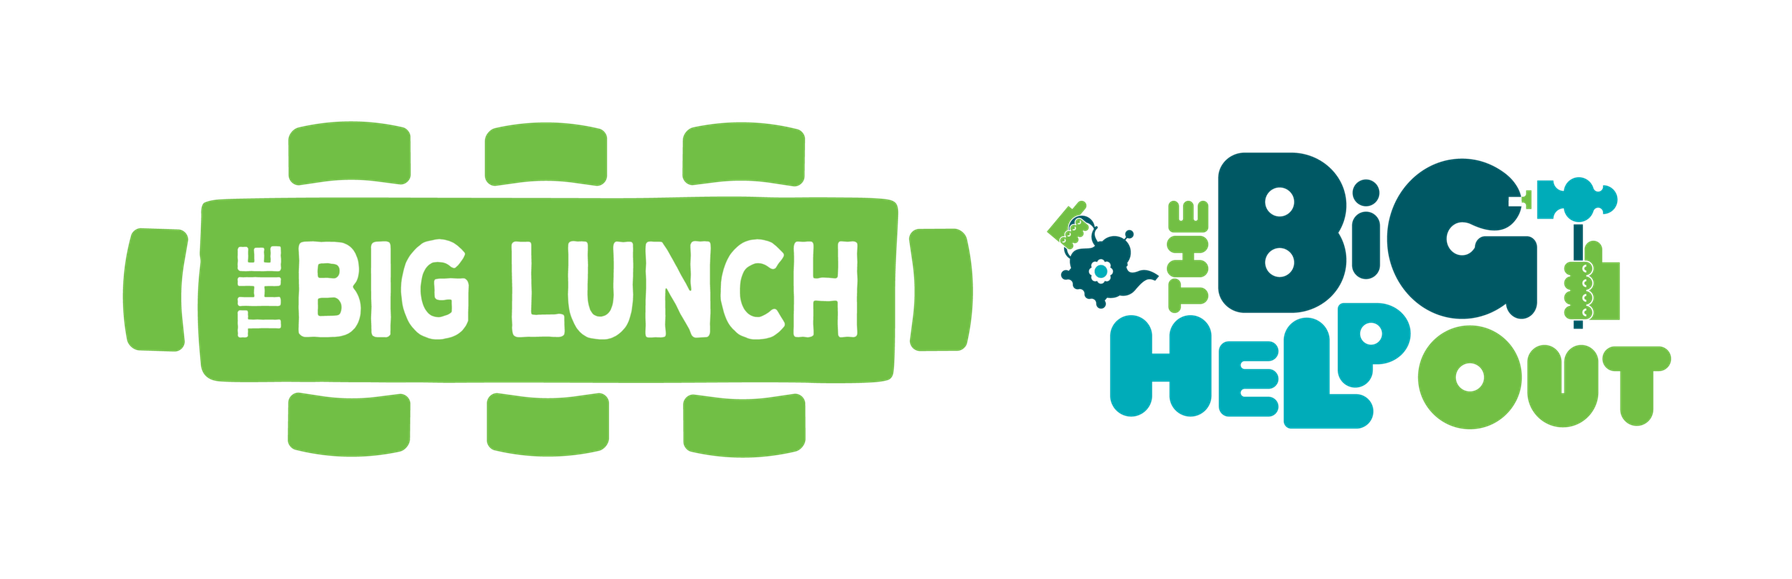 THE BIG LUNCH
THE BiG
HELP OUT